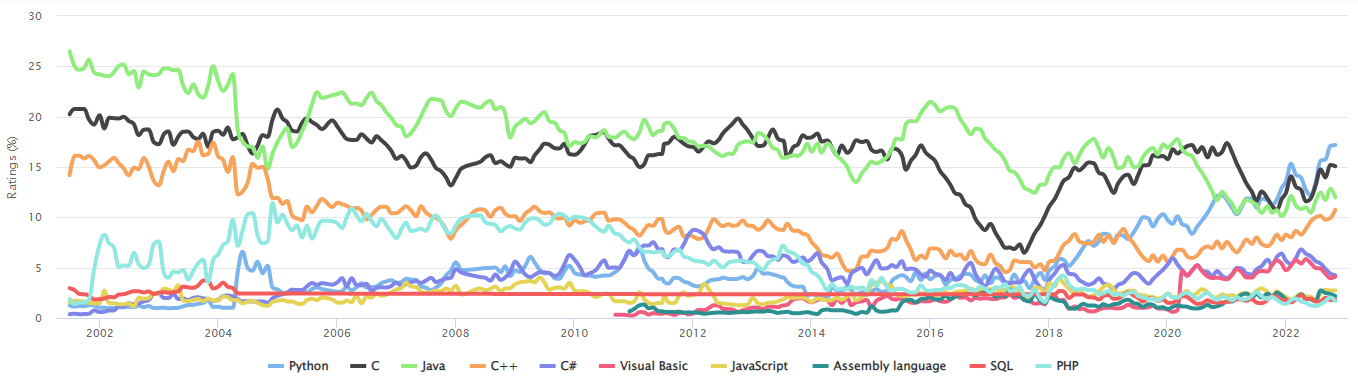 30
25
20
15
10
5
0
Ratings (%)
2002 2004 2006 2008 2010 2012 2014 2016 2018 2020 2022
Python C Java C++ C# Visual Basic JavaScript Assembly language SQL PHP